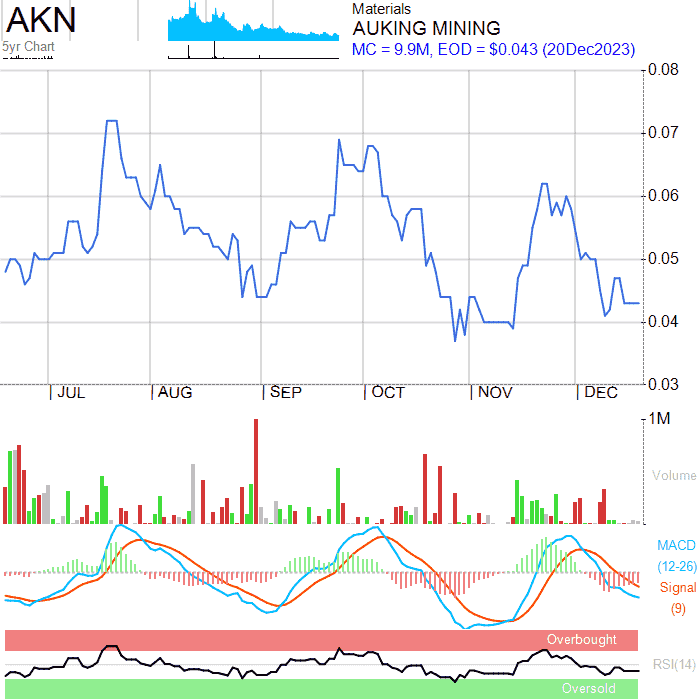 AKN
5yr Chart
Materials
AUKING MINING
MC = 9.9M, EOD = $0.043 (20Dec2023)
0.08
0.07
0.06
0.05
0.04
0.03
JUL AUG SEP OCT NOV DEC
1M
Volume
MACD
(12-26)
Signal
(9)
Overbought
RSI(14)
Oversold